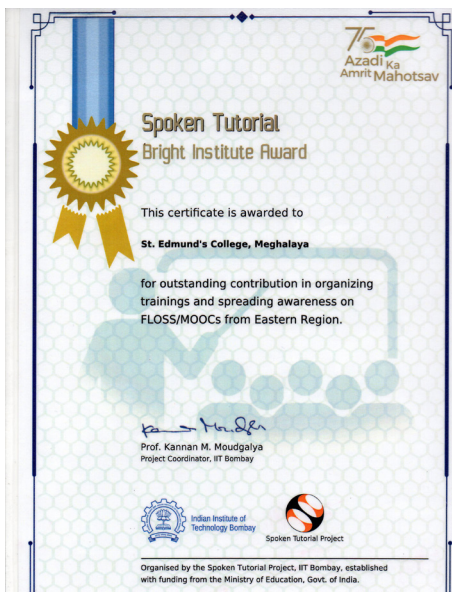 75
Azadi Ka
Amrit Mahotsav
Spoken Tutorial
Bright Institute Award
This certificate is awarded to
St. Edmund's College, Meghalaya
for outstanding contribution in organizing
trainings and spreading awareness on
FLOSS/MOOCs from Eastern Region.
Kannan Moudgalya
Prof. Kannan M. Moudgalya
Project Coordinator, IIT Bombay
Indian Institute of
Technology Bombay
Spoken Tutorial Project
Organised by the Spoken Tutorial Project, IIT Bombay, established
with funding from the Ministry of Education, Govt. of India.